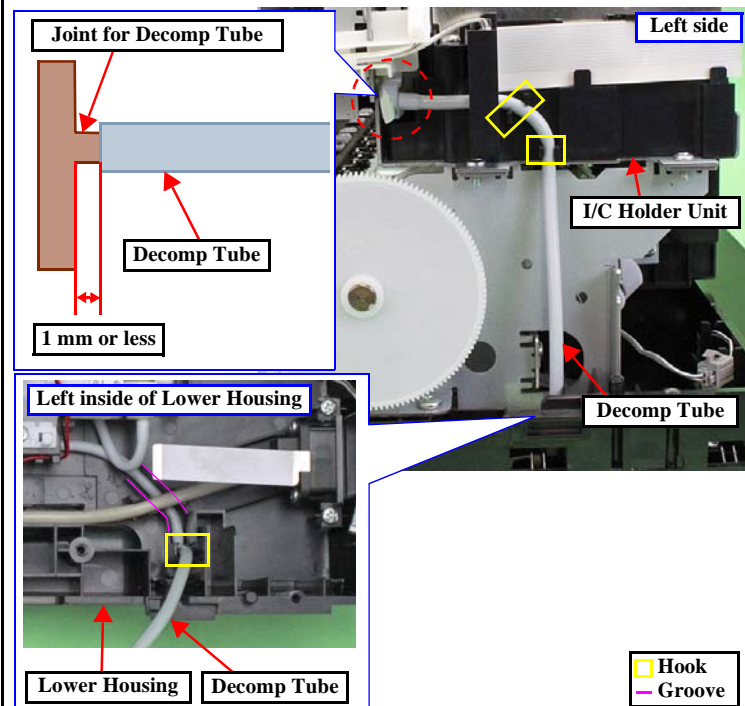 Joint for Decomp Tube
Left side
I/C Holder Unit
Decomp Tube
1 mm or less
Decomp Tube
Left inside of Lower Housing
Lower Housing
Decomp Tube
Hook
Groove